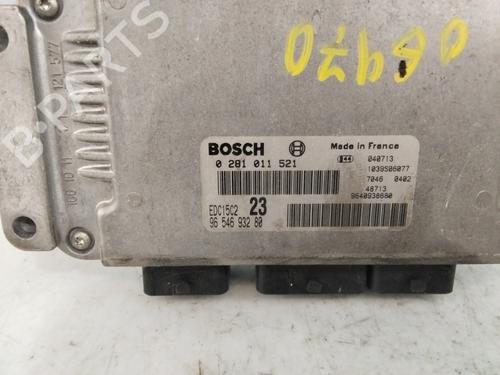 B-PARTS
0B470
BOSCH
Made in France
0 281 011 521
040713
1039S06077
7046 0402
48713
9640938680
EDC15C2 23
96 546 932 80